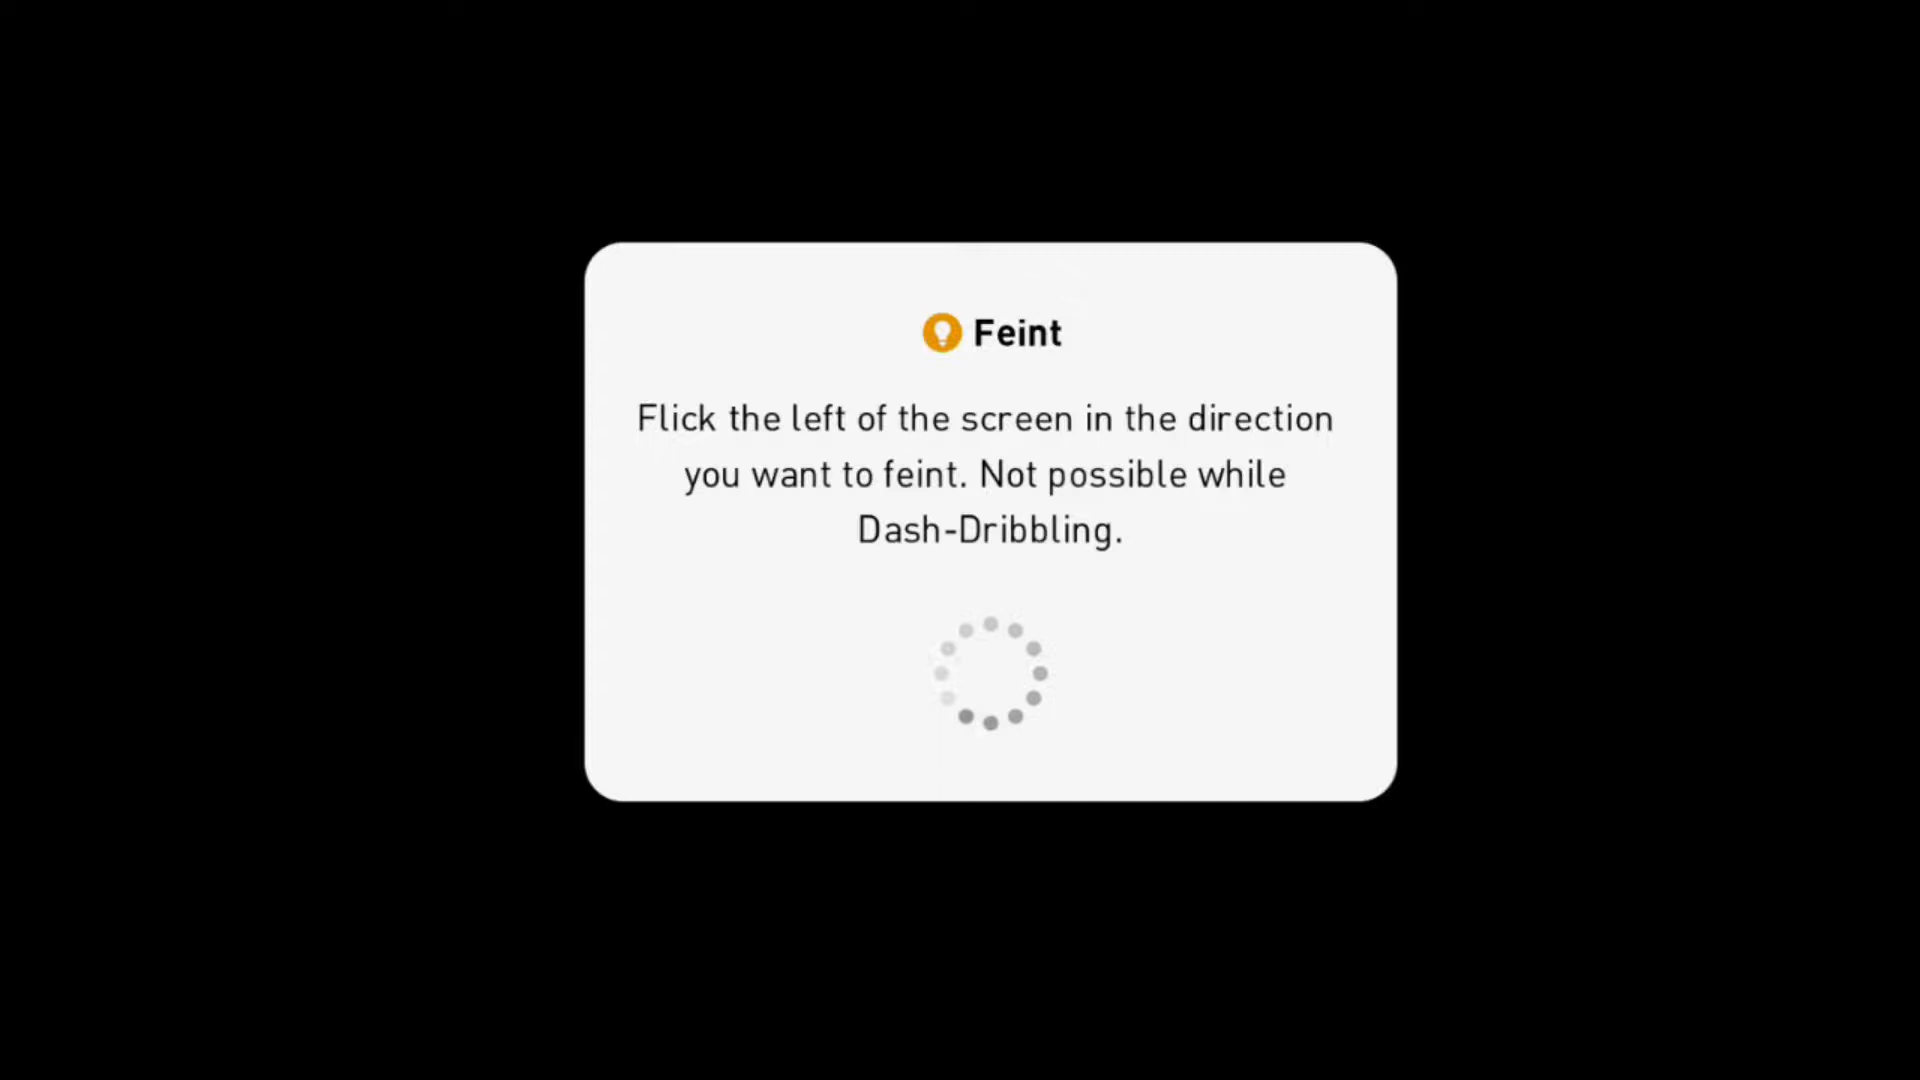 Feint
Flick the left of the screen in the direction
you want to feint. Not possible while
Dash-Dribbling.